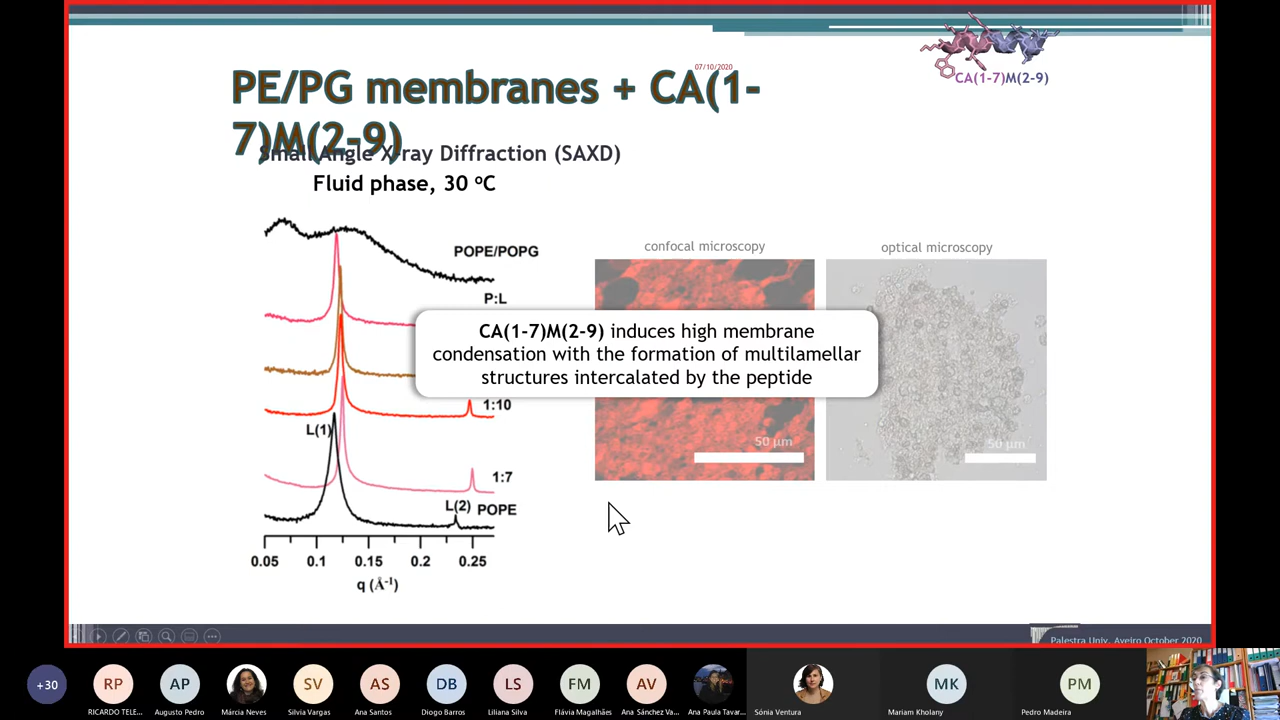 07/10/2020
PE/PG membranes + CA(1-
7)M(2-9)
CA(1-7)M(2-9)
Small Angle X-ray Diffraction (SAXD)
Fluid phase, 30 ºC
POPE/POPG
P:L
1:10
L(1)
1:7
L(2)
POPE
0.05 0.1 0.15 0.2 0.25
q (Å⁻¹)
confocal microscopy
optical microscopy
CA(1-7)M(2-9) induces high membrane
condensation with the formation of multilamellar
structures intercalated by the peptide
50 µm
50 µm
Palestra Univ. Aveiro October 2020
+30
RP
RICARDO TELE...
AP
Augusto Pedro
Márcia Neves
SV
Silvia Vargas
AS
Ana Santos
DB
Diogo Barros
LS
Liliana Silva
FM
Flávia Magalhães
AV
Ana Sánchez Va...
Ana Paula Tavar...
Sónia Ventura
MK
Mariam Kholany
PM
Pedro Madeira